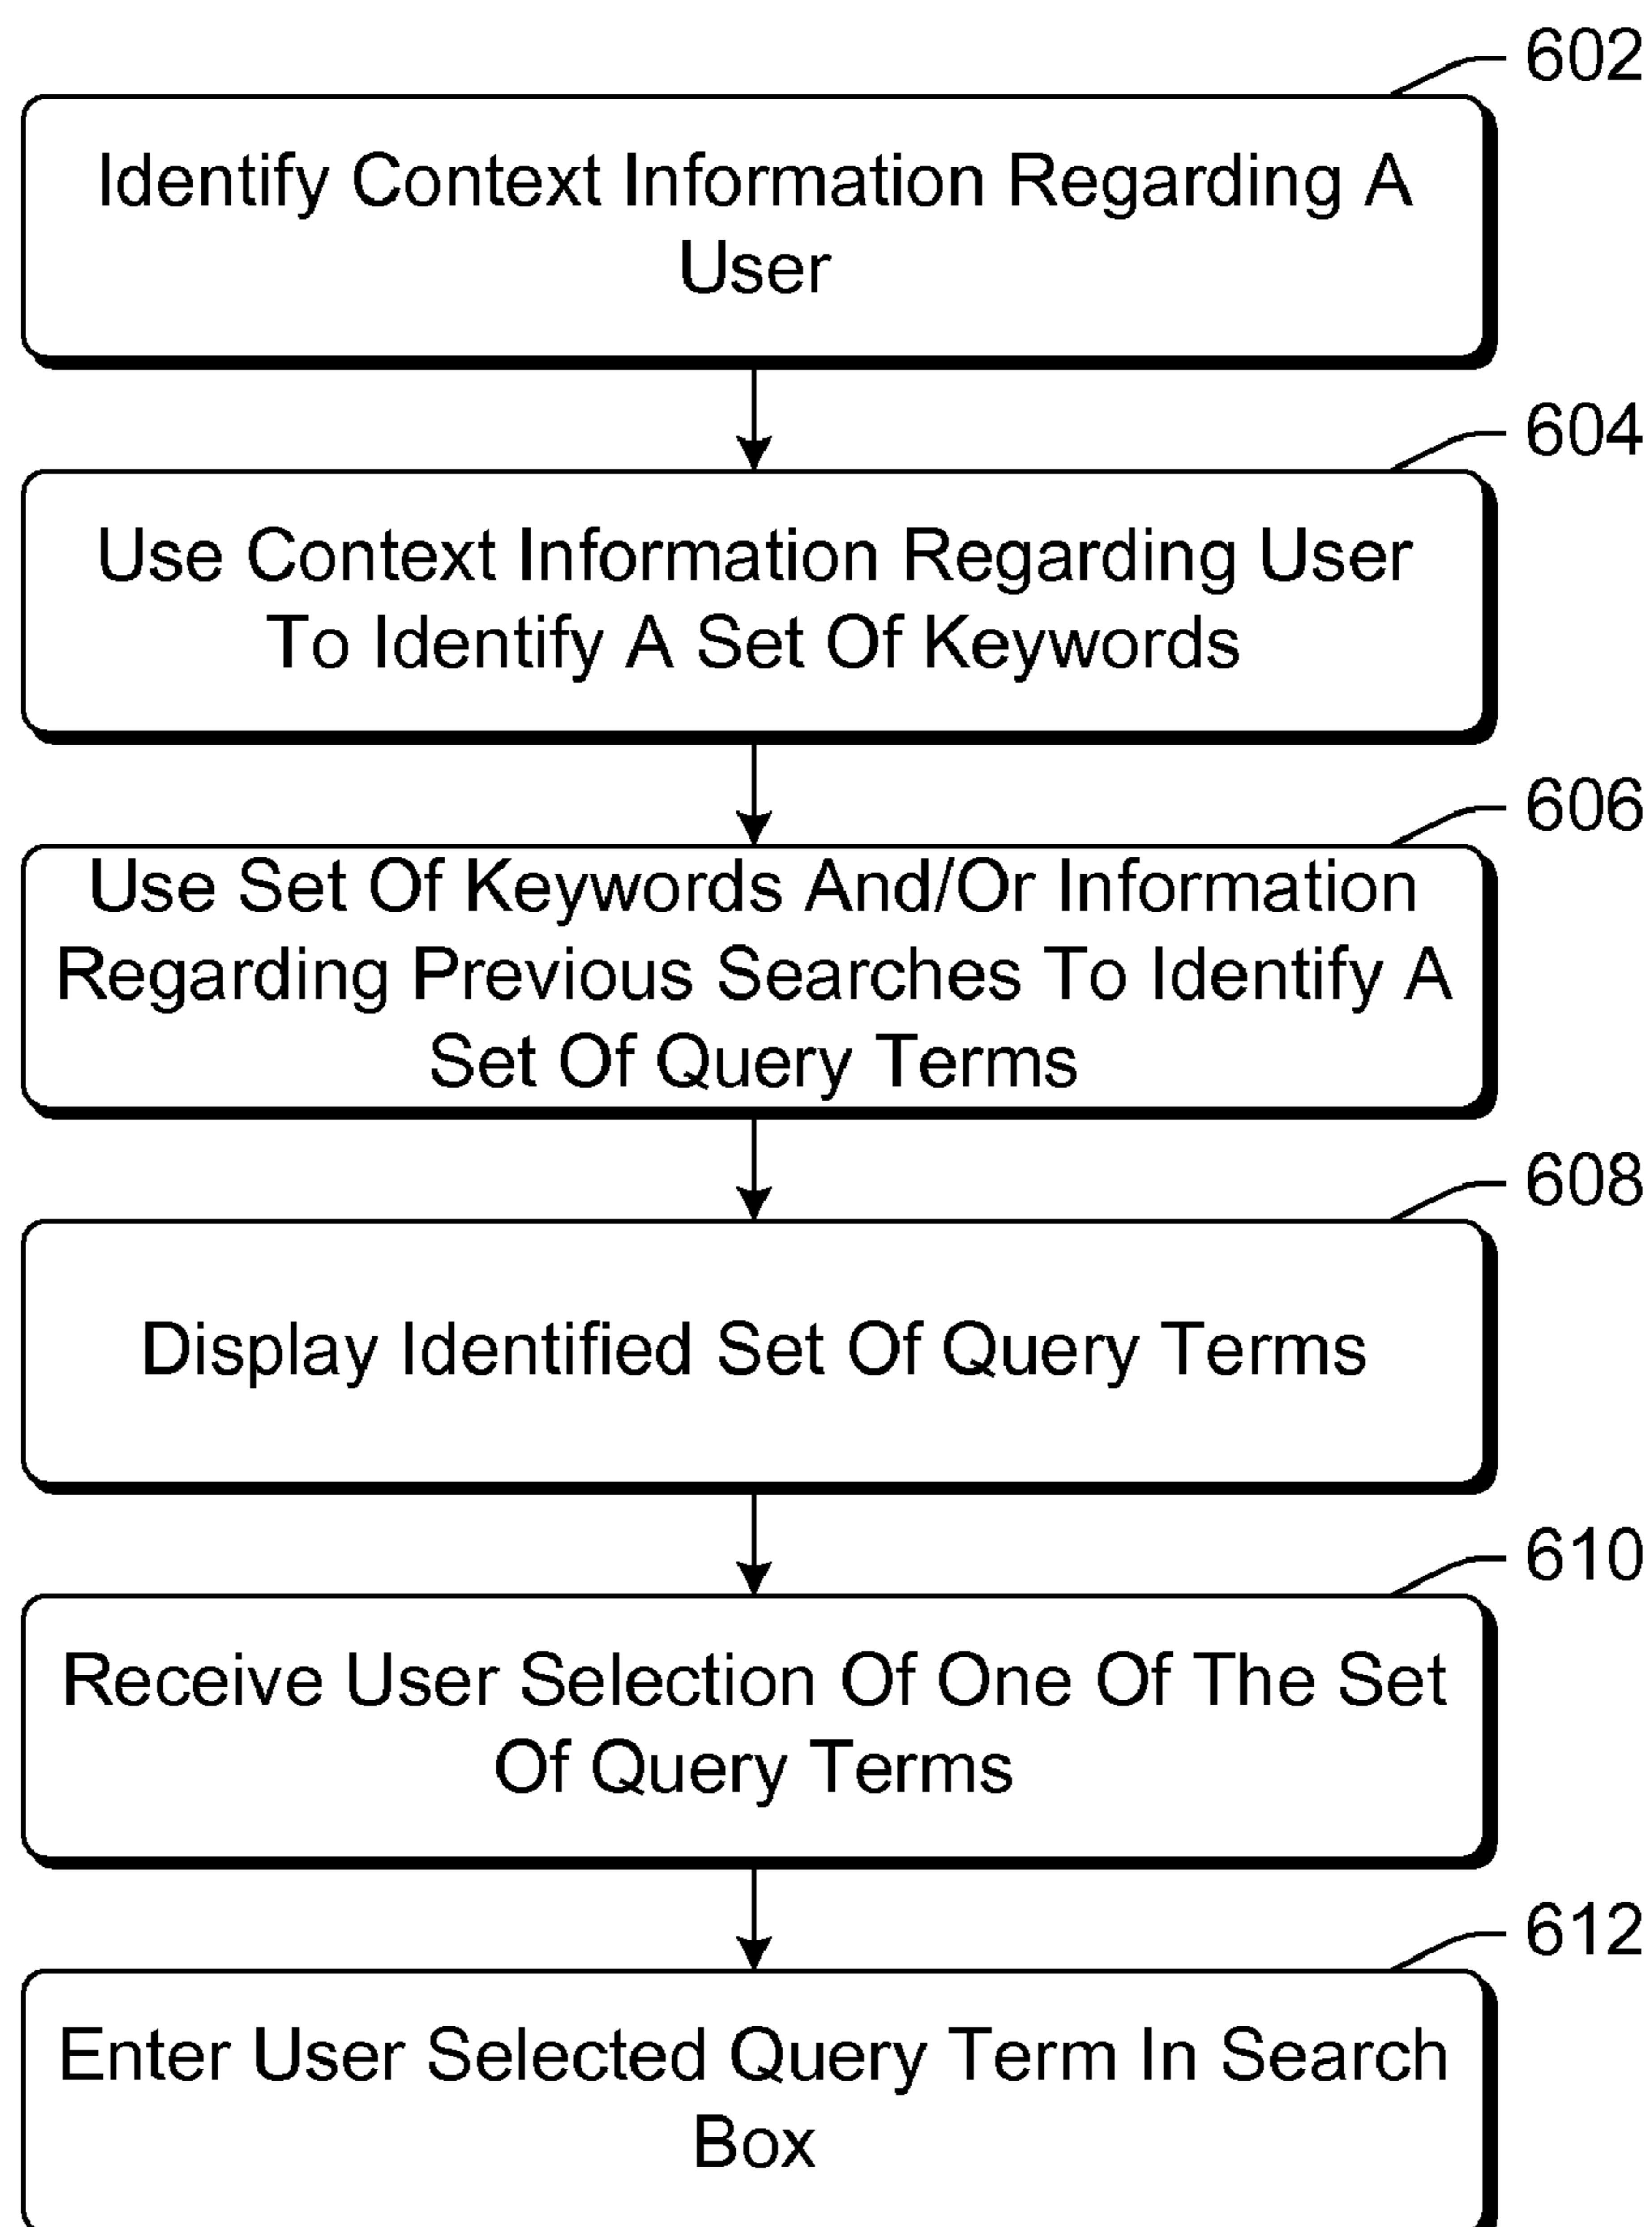 602
Identify Context Information Regarding A
User
604
Use Context Information Regarding User
To Identify A Set Of Keywords
606
Use Set Of Keywords And/Or Information
Regarding Previous Searches To Identify A
Set Of Query Terms
608
Display Identified Set Of Query Terms
610
Receive User Selection Of One Of The Set
Of Query Terms
612
Enter User Selected Query Term In Search
Box